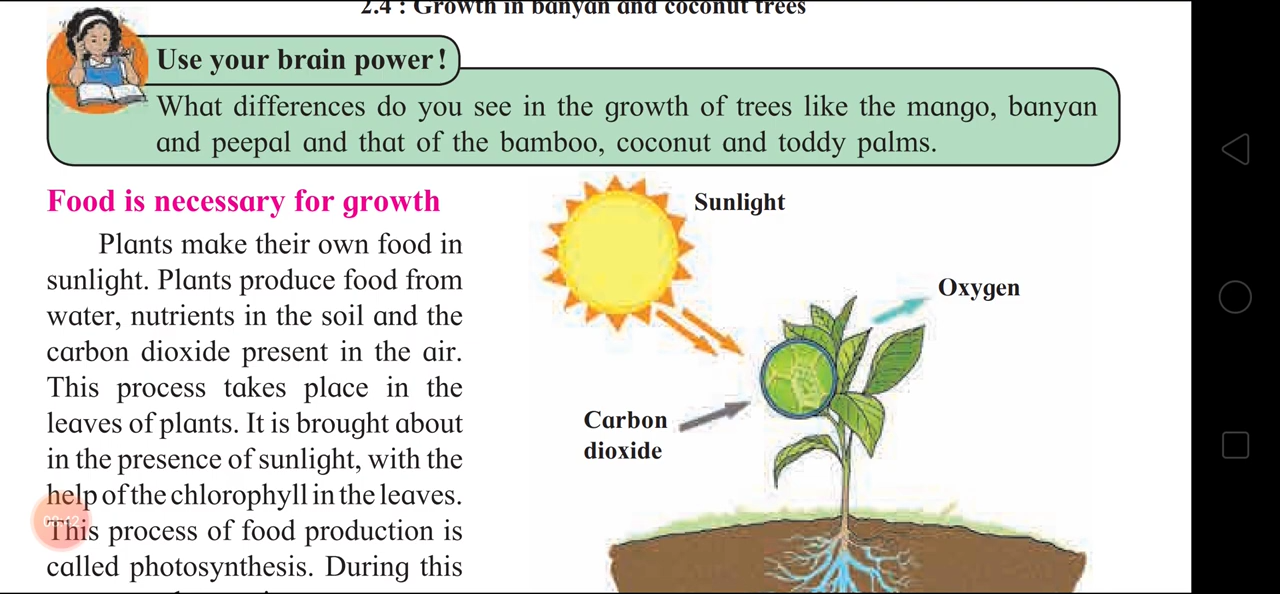 2.4 : Growth in banyan and coconut trees
Use your brain power!
What differences do you see in the growth of trees like the mango, banyan
and peepal and that of the bamboo, coconut and toddy palms.
Food is necessary for growth
Plants make their own food in
sunlight. Plants produce food from
water, nutrients in the soil and the
carbon dioxide present in the air.
This process takes place in the
leaves of plants. It is brought about
in the presence of sunlight, with the
help of the chlorophyll in the leaves.
This process of food production is
called photosynthesis. During this
Sunlight
Oxygen
Carbon
dioxide